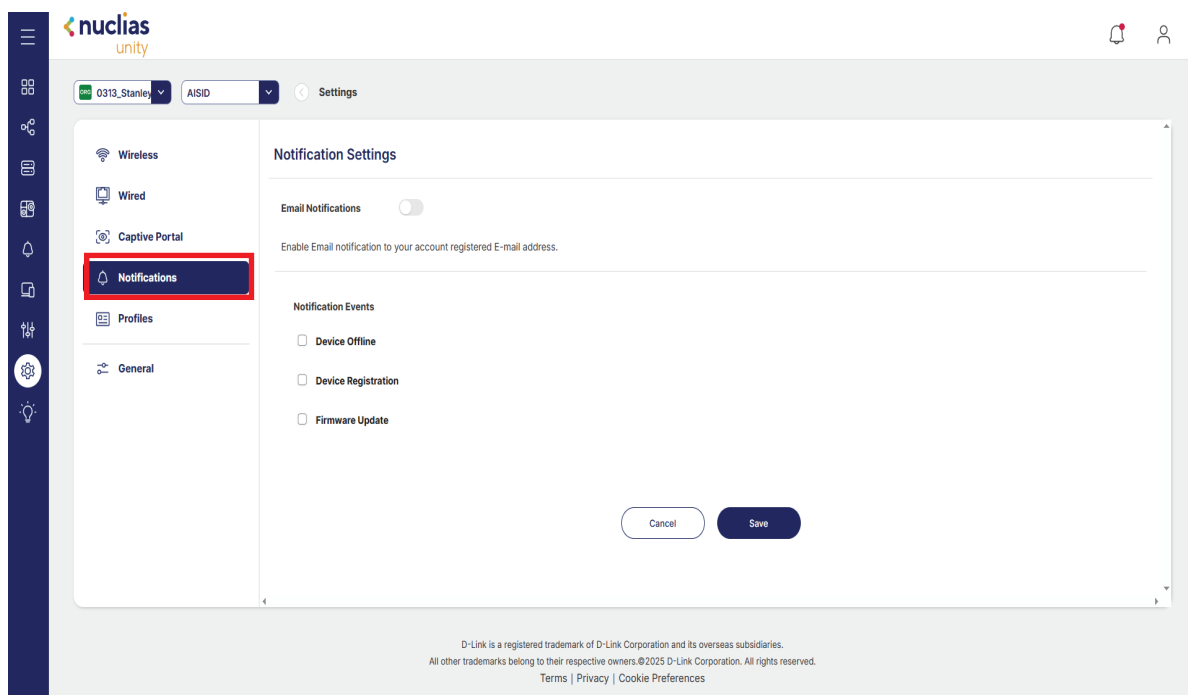 nuclias
unity
ORG 0313_Stanley AISID Settings
Wireless
Wired
Captive Portal
Notifications
Profiles
General
Notification Settings
Email Notifications
Enable Email notification to your account registered E-mail address.
Notification Events
Device Offline
Device Registration
Firmware Update
Cancel Save
D-Link is a registered trademark of D-Link Corporation and its overseas subsidiaries.
All other trademarks belong to their respective owners.©2025 D-Link Corporation. All rights reserved.
Terms | Privacy | Cookie Preferences